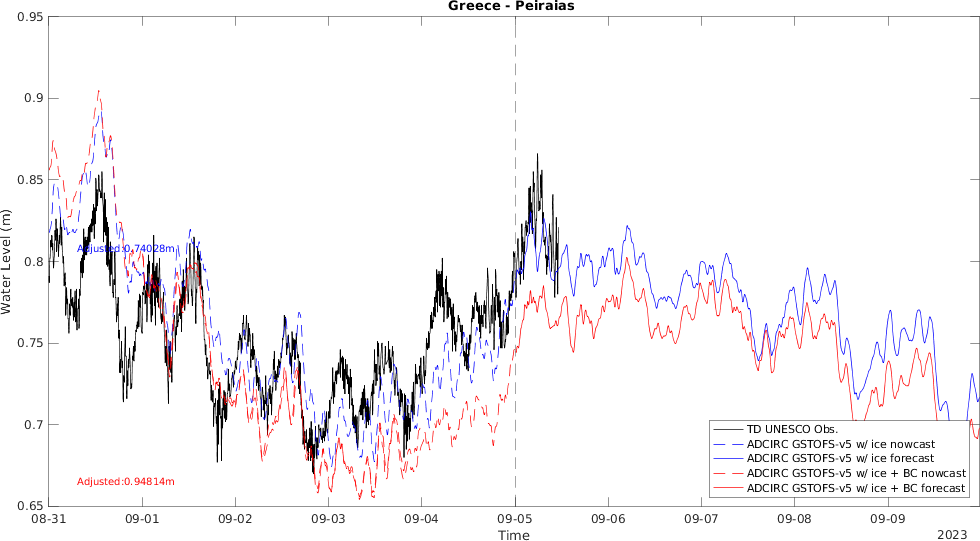 Greece - Peiraias
0.95
0.9
0.85
0.8
0.75
0.7
0.65
Water Level (m)
Adjusted:0.74028m
Adjusted:0.94814m
TD UNESCO Obs.
ADCIRC GSTOFS-v5 w/ ice nowcast
ADCIRC GSTOFS-v5 w/ ice forecast
ADCIRC GSTOFS-v5 w/ ice + BC nowcast
ADCIRC GSTOFS-v5 w/ ice + BC forecast
08-31 09-01 09-02 09-03 09-04 09-05 09-06 09-07 09-08 09-09
Time
2023